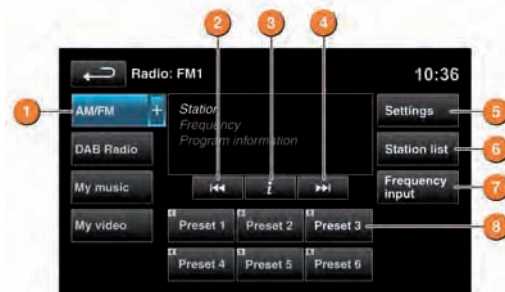 2 3 4
Radio: FM1 10:36
1 AM/FM + Station Settings 5
Frequency
DAB Radio Program information Station list 6
My music i Frequency input 7
My video Preset 1 Preset 2 Preset 3 8
Preset 4 Preset 5 Preset 6